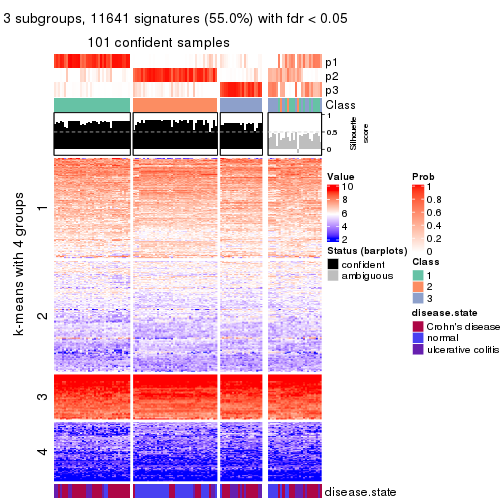 3 subgroups, 11641 signatures (55.0%) with fdr < 0.05
101 confident samples
p1
p2
p3
Class
1
0.5
0
Silhouette
score
k-means with 4 groups
1
2
3
4
disease.state
Value
10
8
6
4
2
Status (barplots)
confident
ambiguous
Prob
1
0.8
0.6
0.4
0.2
0
Class
1
2
3
disease.state
Crohn's disease
normal
ulcerative colitis